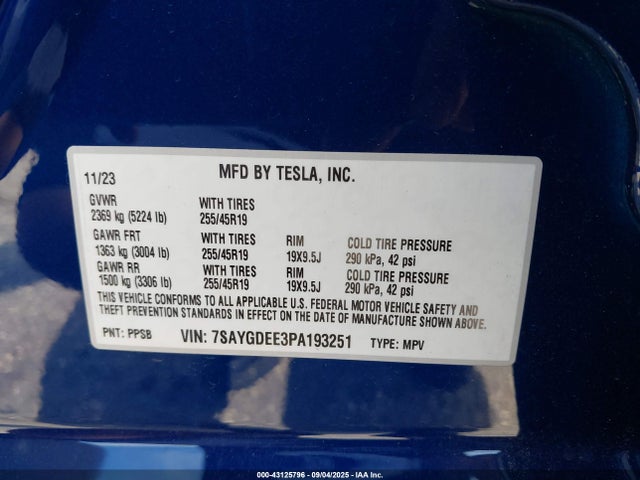 11/23 MFD BY TESLA, INC.
GVWR WITH TIRES
2369 kg (5224 lb) 255/45R19
GAWR FRT WITH TIRES RIM COLD TIRE PRESSURE
1363 kg (3004 lb) 255/45R19 19X9.5J 290 kPa, 42 psi
GAWR RR WITH TIRES RIM COLD TIRE PRESSURE
1500 kg (3306 lb) 255/45R19 19X9.5J 290 kPa, 42 psi
THIS VEHICLE CONFORMS TO ALL APPLICABLE U.S. FEDERAL MOTOR VEHICLE SAFETY AND
THEFT PREVENTION STANDARDS IN EFFECT ON THE DATE OF MANUFACTURE SHOWN ABOVE.
PNT: PPSB VIN: 7SAYGDEE3PA193251 TYPE: MPV
000-43125796 - 09/04/2025 - IAA Inc.